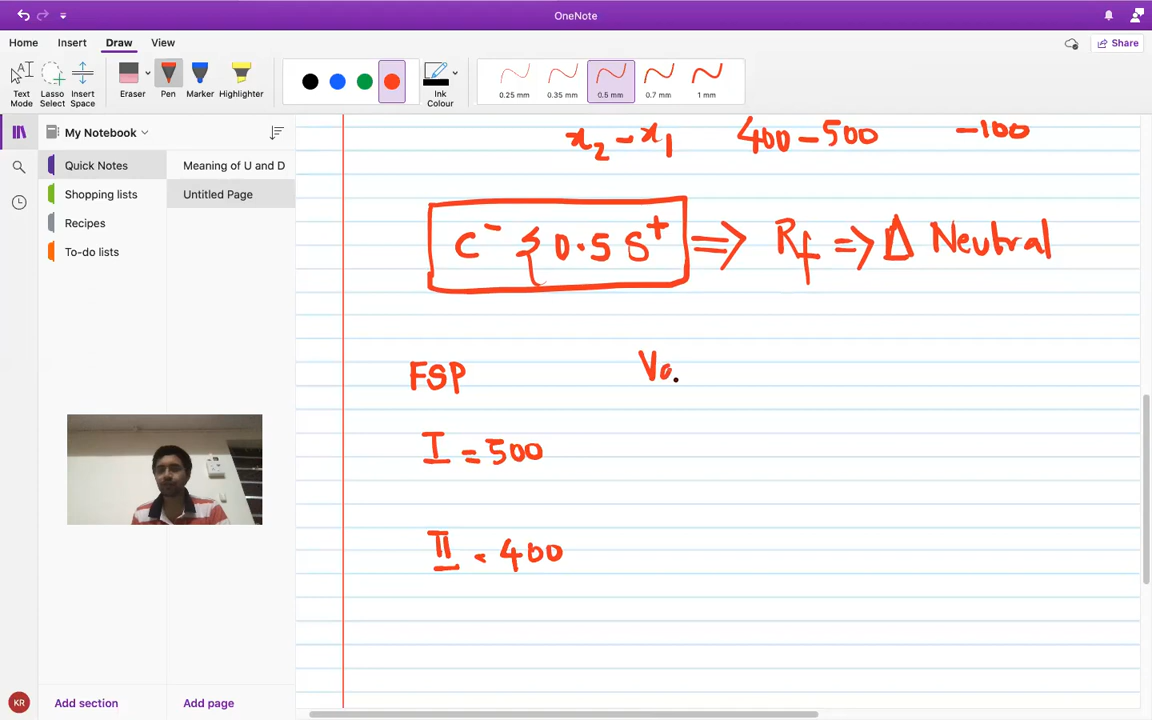 OneNote
Home Insert Draw View
Share
Text Mode
Lasso Select
Insert Space
Eraser
Pen
Marker
Highlighter
Ink Colour
0.25 mm
0.35 mm
0.5 mm
0.7 mm
1 mm
My Notebook
Quick Notes
Shopping lists
Recipes
To-do lists
Meaning of U and D
Untitled Page
x₂ - x₁ 400 - 500 -100
C⁻ { 0.5 S⁺ => Rf => Δ Neutral
FSP Va
I = 500
II = 400
KR
Add section
Add page